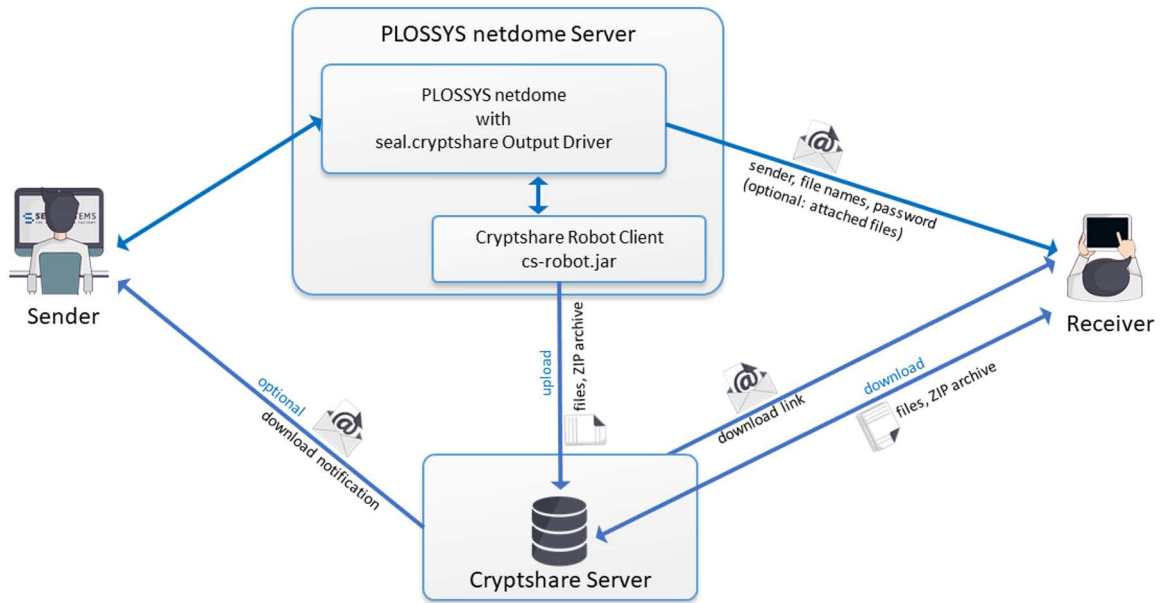 PLOSSYS netdome Server
PLOSSYS netdome
with
seal.cryptshare Output Driver
sender, file names, password
(optional: attached files)
Cryptshare Robot Client
cs-robot.jar
Sender
Receiver
upload
files, ZIP archive
optional
download notification
download link
download
files, ZIP archive
Cryptshare Server